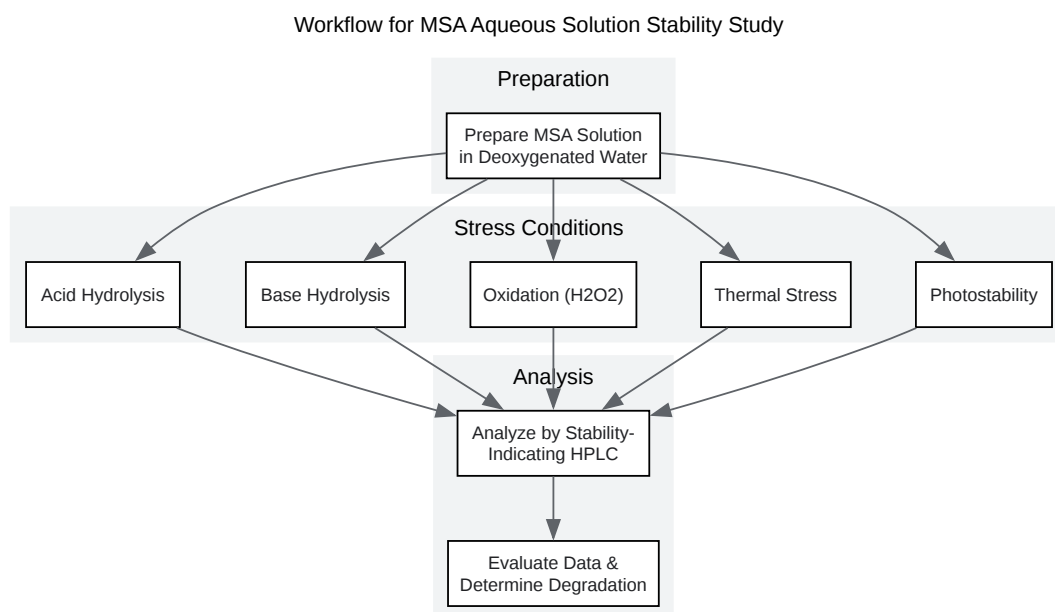 Workflow for MSA Aqueous Solution Stability Study
Preparation
Prepare MSA Solution
in Deoxygenated Water
Stress Conditions
Acid Hydrolysis
Base Hydrolysis
Oxidation (H2O2)
Thermal Stress
Photostability
Analysis
Analyze by Stability-
Indicating HPLC
Evaluate Data &
Determine Degradation